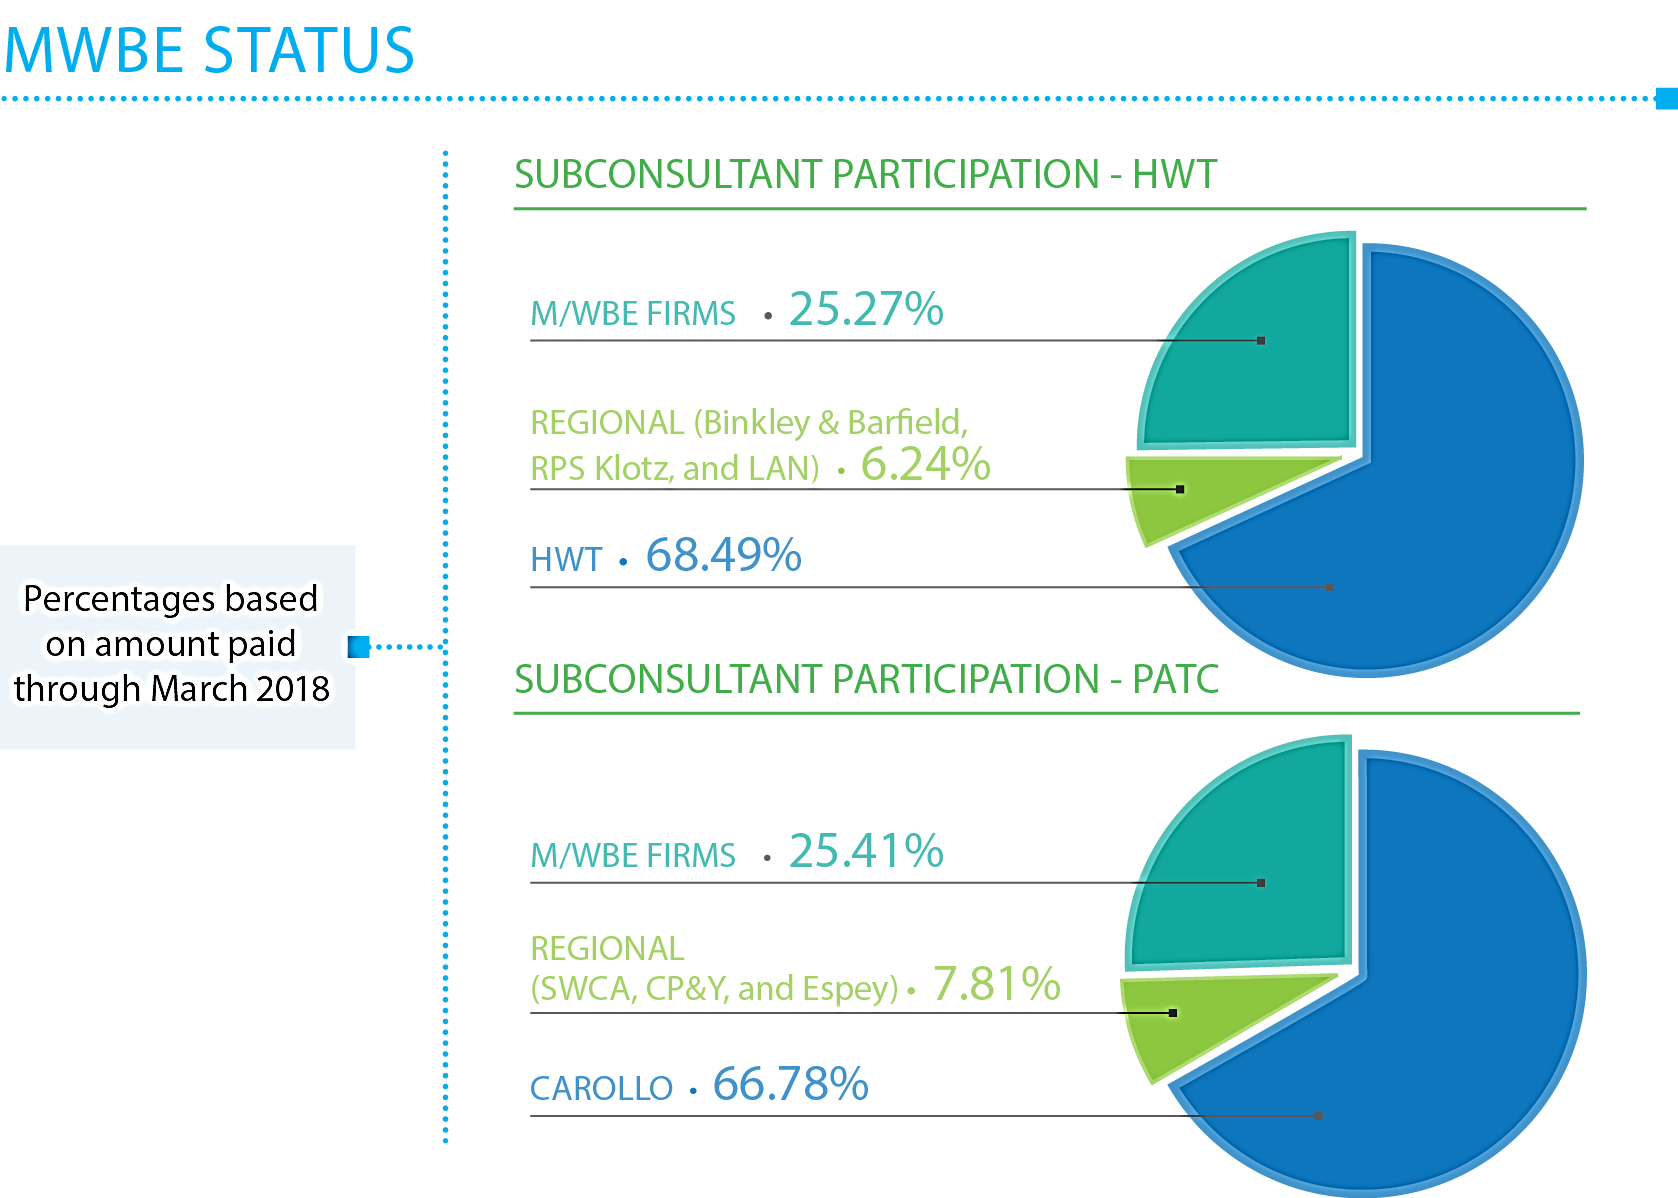 MWBE STATUS
SUBCONSULTANT PARTICIPATION - HWT
M/WBE FIRMS • 25.27%
REGIONAL (Binkley & Barfield,
RPS Klotz, and LAN) • 6.24%
HWT • 68.49%
Percentages based
on amount paid
through March 2018
SUBCONSULTANT PARTICIPATION - PATC
M/WBE FIRMS • 25.41%
REGIONAL
(SWCA, CP&Y, and Espey) • 7.81%
CAROLLO • 66.78%